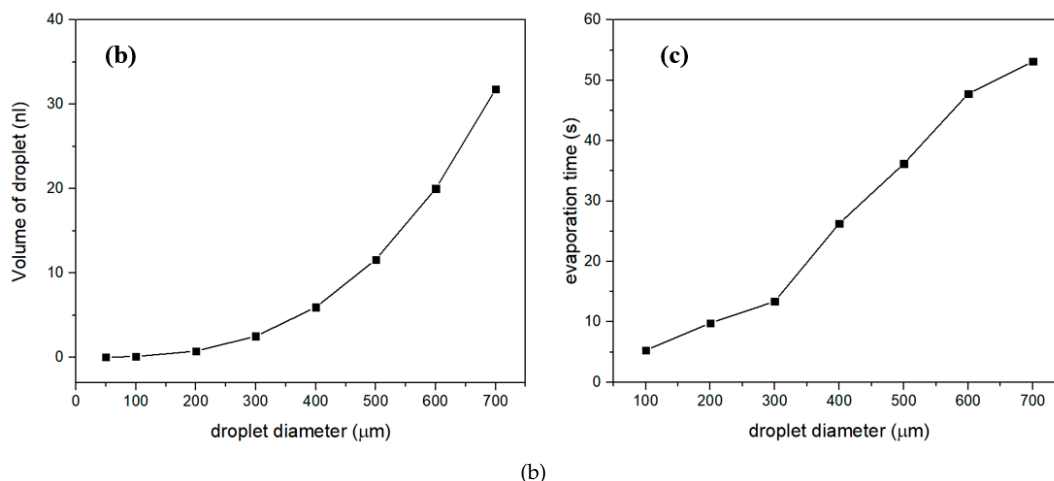 (b)
Volume of droplet (nl)
40
30
20
10
0
0 100 200 300 400 500 600 700
droplet diameter (μm)
(c)
evaporation time (s)
60
50
40
30
20
10
0
100 200 300 400 500 600 700
droplet diameter (μm)
(b)